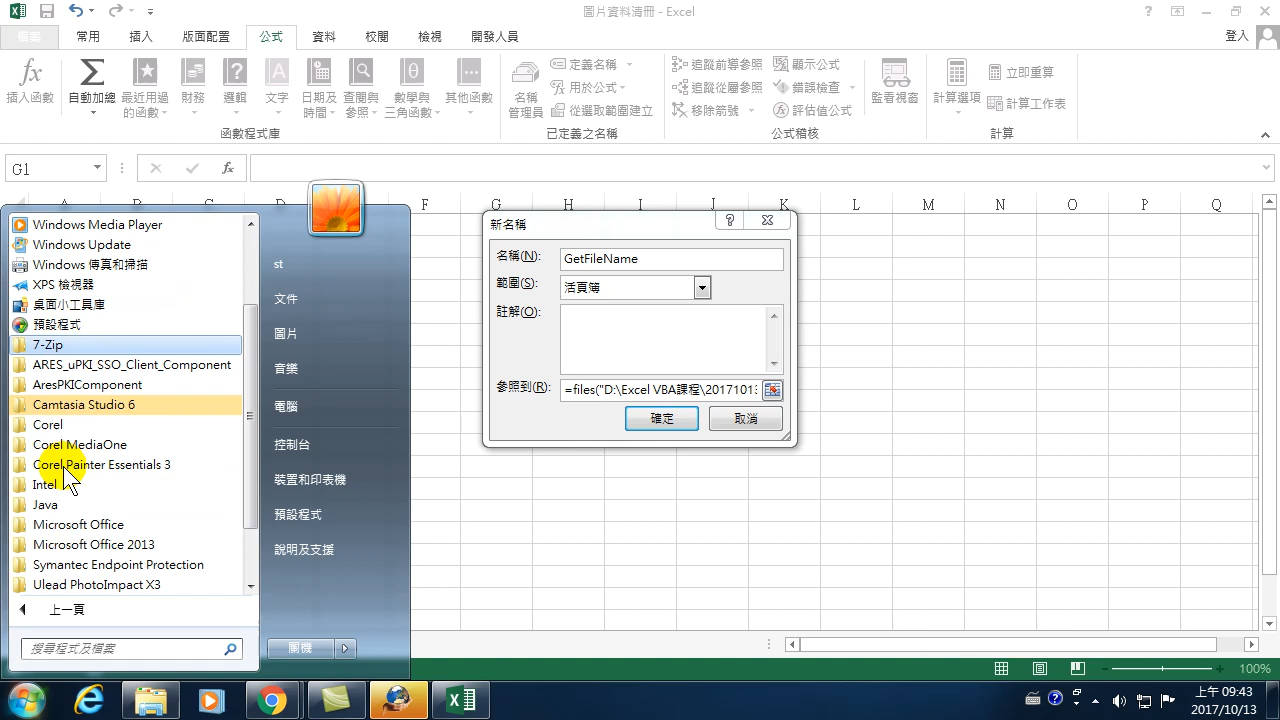 圖片資料清冊 - Excel
檔案 常用 插入 版面配置 公式 資料 校閱 檢視 開發人員 登入
插入函數 自動加總 最近用過的函數 財務 邏輯 文字 日期及時間 查閱與參照 數學與三角函數 其他函數
函數程式庫
名稱管理員 定義名稱 用於公式 從選取範圍建立
已定義之名稱
追蹤前導參照 追蹤從屬參照 移除箭號 顯示公式 錯誤檢查 評估值公式
公式稽核
監看視窗
計算選項 立即重算 計算工作表
計算
G1 fx
A B C D F G H I J K L M N O P Q
Windows Media Player
Windows Update
Windows 傳真和掃描
XPS 檢視器
桌面小工具庫
預設程式
7-Zip
ARES_uPKI_SSO_Client_Component
AresPKIComponent
Camtasia Studio 6
Corel
Corel MediaOne
Corel Painter Essentials 3
Intel
Java
Microsoft Office
Microsoft Office 2013
Symantec Endpoint Protection
Ulead PhotoImpact X3
上一頁
搜尋程式及檔案
st
文件
圖片
音樂
電腦
控制台
裝置和印表機
預設程式
說明及支援
關機
新名稱
名稱(N): GetFileName
範圍(S): 活頁簿
註解(O):
參照到(R): =files("D:\Excel VBA課程\2017101
確定 取消
100%
上午 09:43
2017/10/13